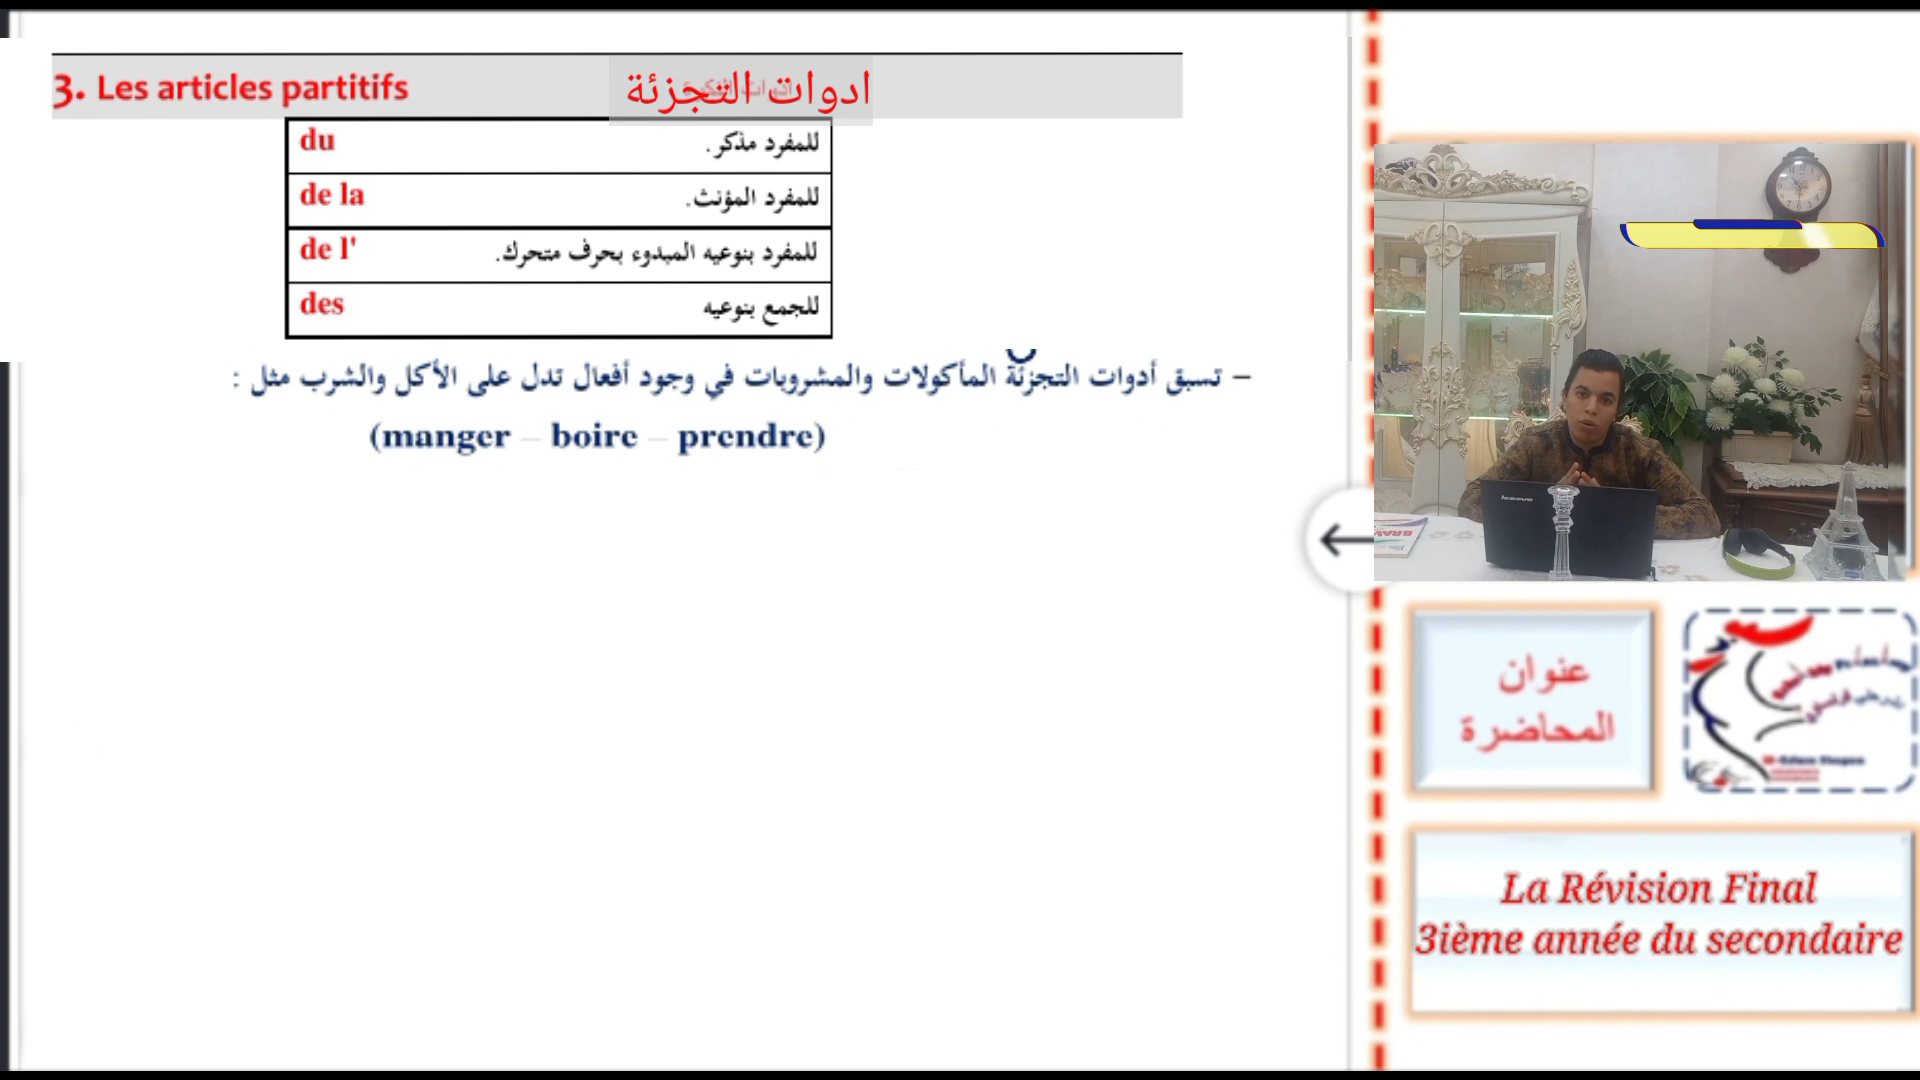 3. Les articles partitifs
ادوات التجزئة
du للمفرد مذكر.
de la للمفرد المؤنث.
de l' للمفرد بنوعيه المبدوء بحرف متحرك.
des للجمع بنوعيه
– تسبق أدوات التجزئة المأكولات والمشروبات في وجود أفعال تدل على الأكل والشرب مثل :
(manger – boire – prendre)
lenovo
عنوان
المحاضرة
La Révision Final
3ième année du secondaire